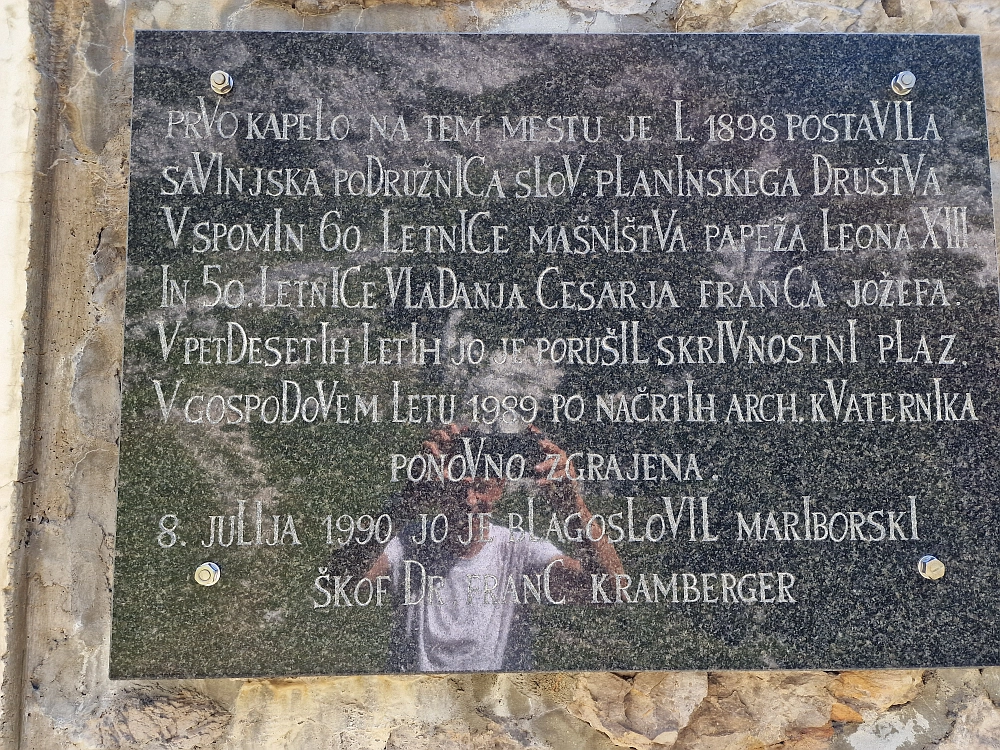 PRVO KAPELO NA TEM MESTU JE L. 1898 POSTAVILA
SAVINJSKA PODRUŽNICA SLOV. PLANINSKEGA DRUŠTVA
V SPOMIN 60. LETNICE MAŠNIŠTVA PAPEŽA LEONA XIII.
IN 50. LETNICE VLADANJA CESARJA FRANCA JOŽEFA.
V PETDESETIH LETIH JO JE PORUŠIL SKRIVNOSTNI PLAZ.
V GOSPODOVEM LETU 1989 PO NAČRTIH ARCH. KVATERNIKA
PONOVNO ZGRAJENA.
8. JULIJA 1990 JO JE BLAGOSLOVIL MARIBORSKI
ŠKOF DR FRANC KRAMBERGER